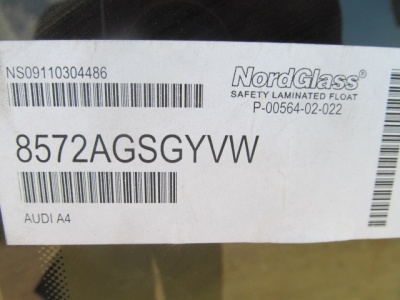 NS09110304486
NordGlass®
SAFETY LAMINATED FLOAT
P-00564-02-022
8572AGSGYVW
AUDI A4